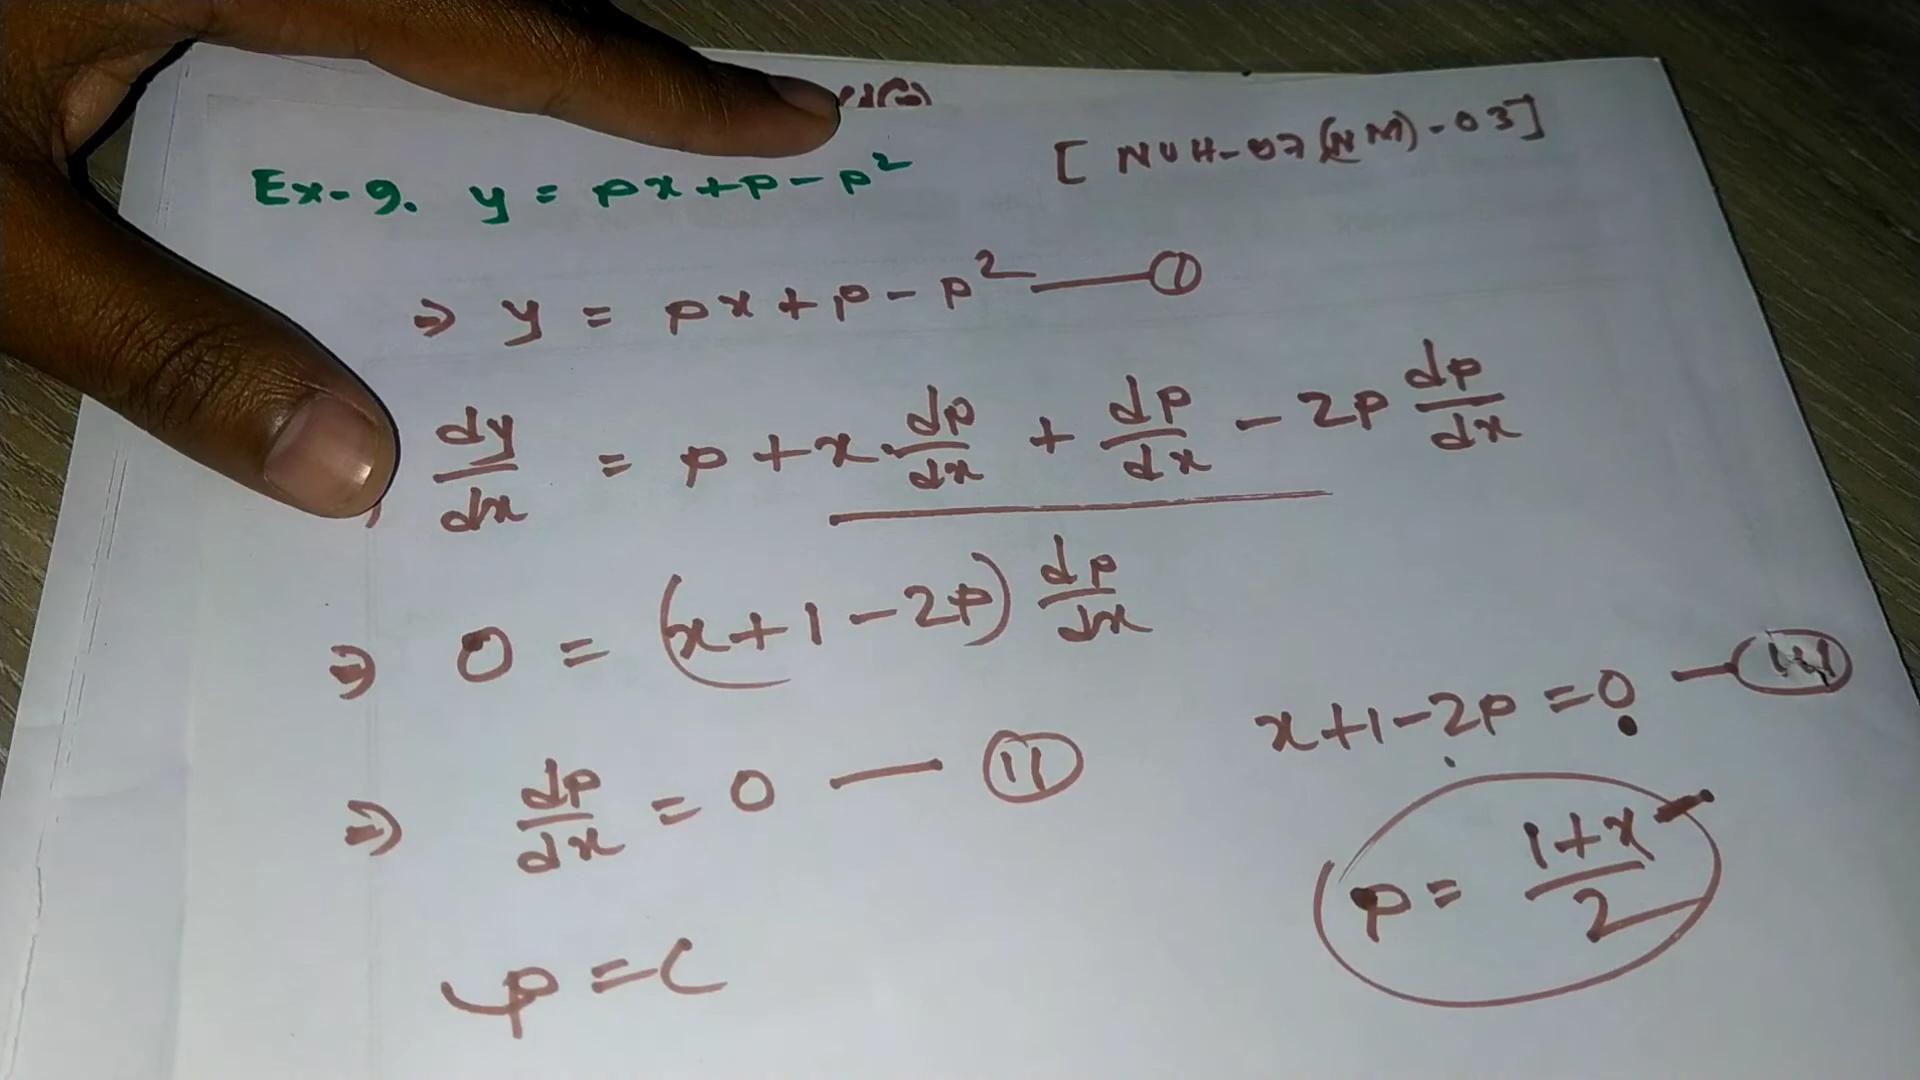 Ex-9. y = px+p-p² [NUH-07(NM)-03]
⇒ y = px+p-p² —— (I)
dy/dx = p+x.dp/dx + dp/dx - 2p dp/dx
⇒ 0 = (x+1-2p) dp/dx
⇒ dp/dx = 0 —— (II)
p=c
x+1-2p=0 — (III)
p= 1+x/2